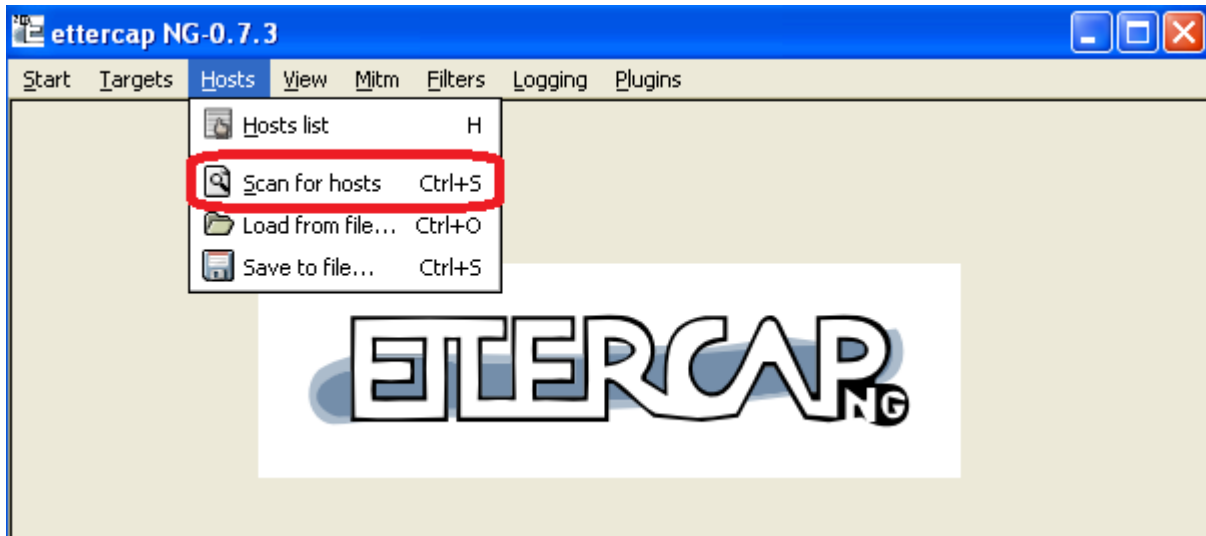 ettercap NG-0.7.3
Start Targets Hosts View Mitm Filters Logging Plugins
Hosts list H
Scan for hosts Ctrl+S
Load from file... Ctrl+O
Save to file... Ctrl+S
ETTERCAP
NG